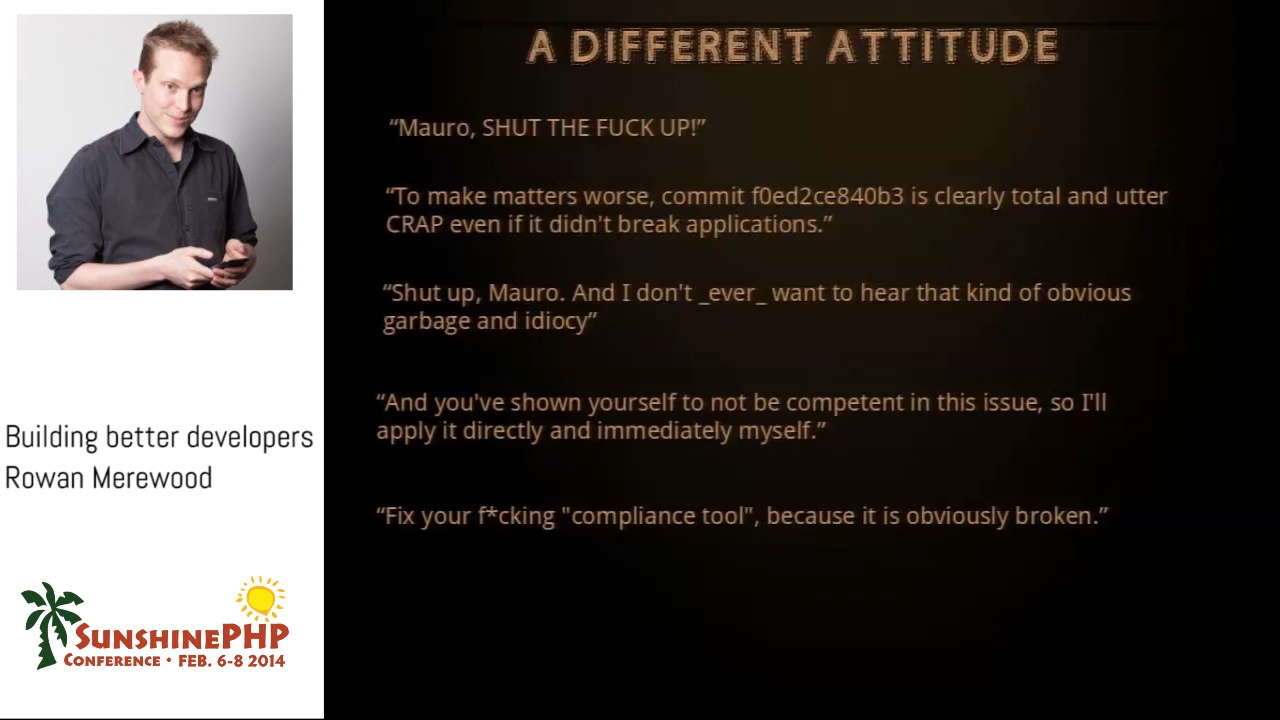 A DIFFERENT ATTITUDE
“Mauro, SHUT THE FUCK UP!”
“To make matters worse, commit f0ed2ce840b3 is clearly total and utter
CRAP even if it didn't break applications.”
“Shut up, Mauro. And I don't _ever_ want to hear that kind of obvious
garbage and idiocy”
“And you've shown yourself to not be competent in this issue, so I'll
apply it directly and immediately myself.”
“Fix your f*cking "compliance tool", because it is obviously broken.”
Building better developers
Rowan Merewood
SUNSHINEPHP
CONFERENCE • FEB. 6-8 2014